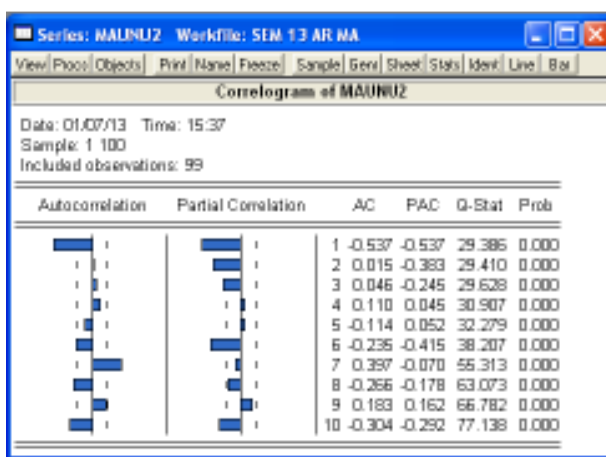 Series: MAUNU2 Workfile: SEM 13 AR MA
View Procs Objects Print Name Freeze Sample Genr Sheet Stats Ident Line Bar
Correlogram of MAUNU2
Date: 01/07/13 Time: 15:37
Sample: 1 100
Included observations: 99
Autocorrelation Partial Correlation AC PAC Q-Stat Prob
1 -0.537 -0.537 29.386 0.000
2 0.015 -0.383 29.410 0.000
3 0.046 -0.245 29.628 0.000
4 0.110 0.045 30.907 0.000
5 -0.114 0.052 32.279 0.000
6 -0.235 -0.415 38.207 0.000
7 0.397 -0.070 55.313 0.000
8 -0.266 -0.178 63.073 0.000
9 0.183 0.162 66.782 0.000
10 -0.304 -0.292 77.138 0.000